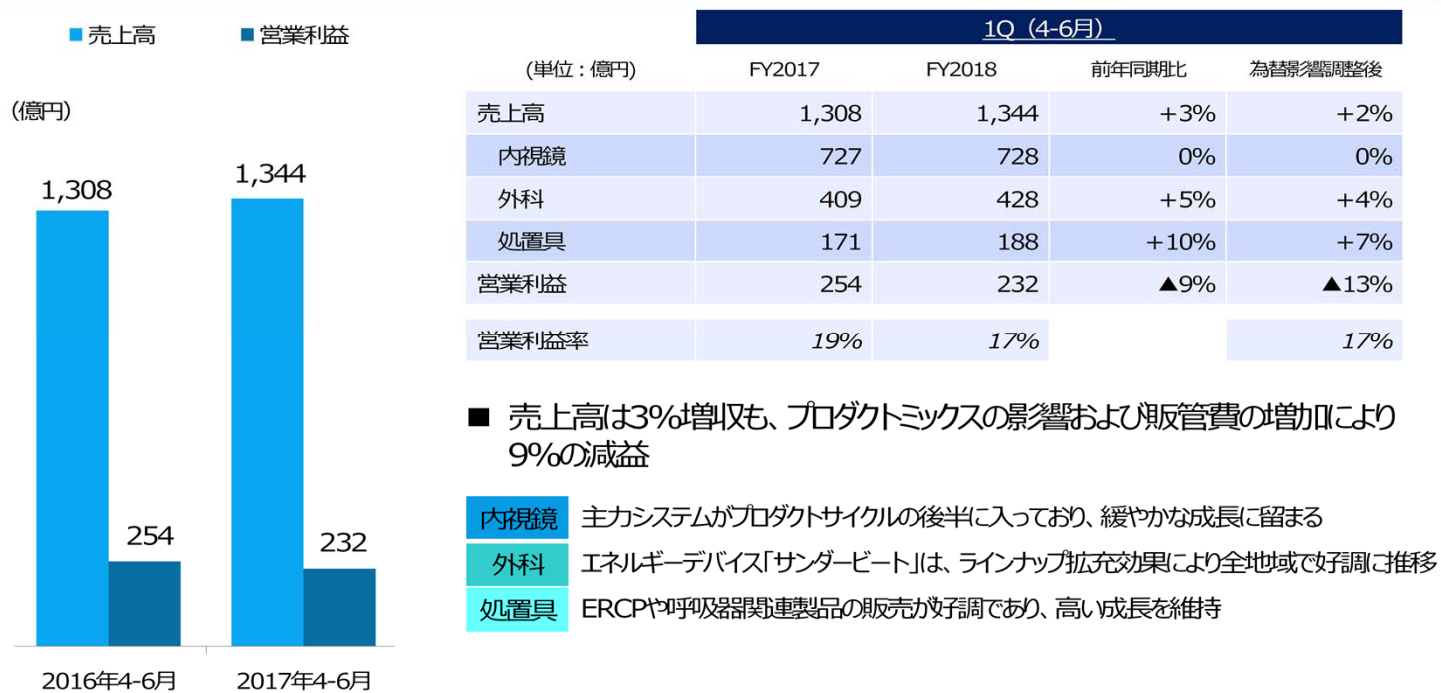 売上高 営業利益
(億円)
1,308
1,344
254
232
2016年4-6月 2017年4-6月
1Q(4-6月)
(単位:億円) FY2017 FY2018 前年同期比 為替影響調整後
売上高 1,308 1,344 +3% +2%
内視鏡 727 728 0% 0%
外科 409 428 +5% +4%
処置具 171 188 +10% +7%
営業利益 254 232 ▲9% ▲13%
営業利益率 19% 17% 17%
■ 売上高は3%増収も、プロダクトミックスの影響および販管費の増加により
9%の減益
内視鏡 主力システムがプロダクトサイクルの後半に入っており、緩やかな成長に留まる
外科 エネルギーデバイス「サンダービート」は、ラインナップ拡充効果により全地域で好調に推移
処置具 ERCPや呼吸器関連製品の販売が好調であり、高い成長を維持